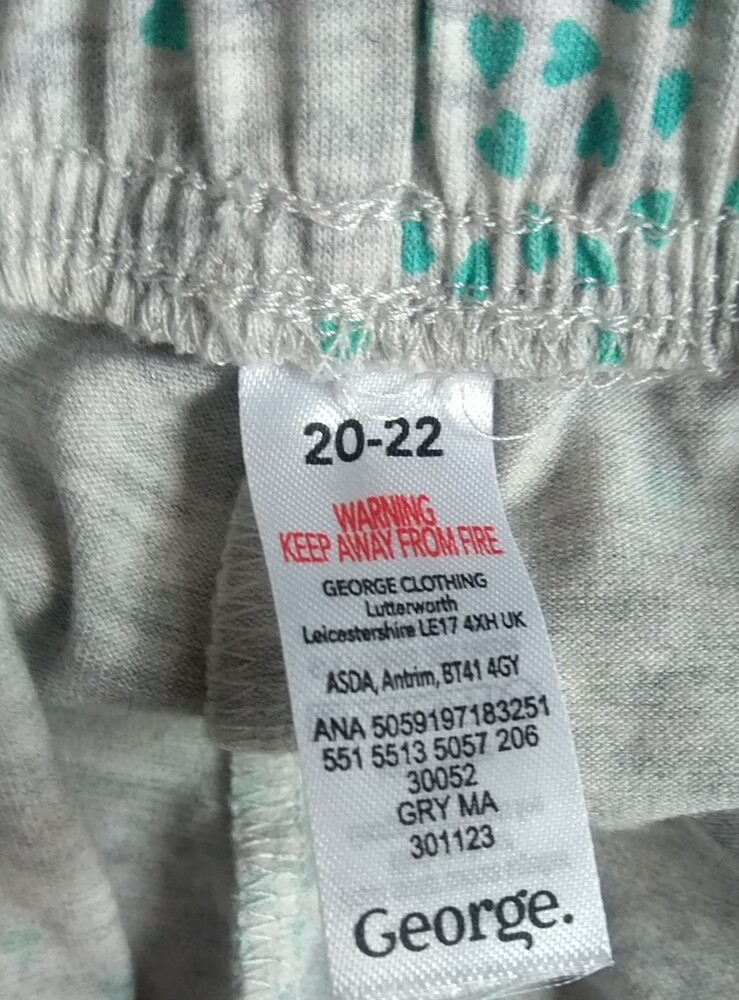 20-22
WARNING
KEEP AWAY FROM FIRE
GEORGE CLOTHING
Lutterworth
Leicestershire LE17 4XH UK
ASDA, Antrim, BT41 4GY
ANA 5059197183251
551 5513 5057 206
30052
GRY MA
301123
George.